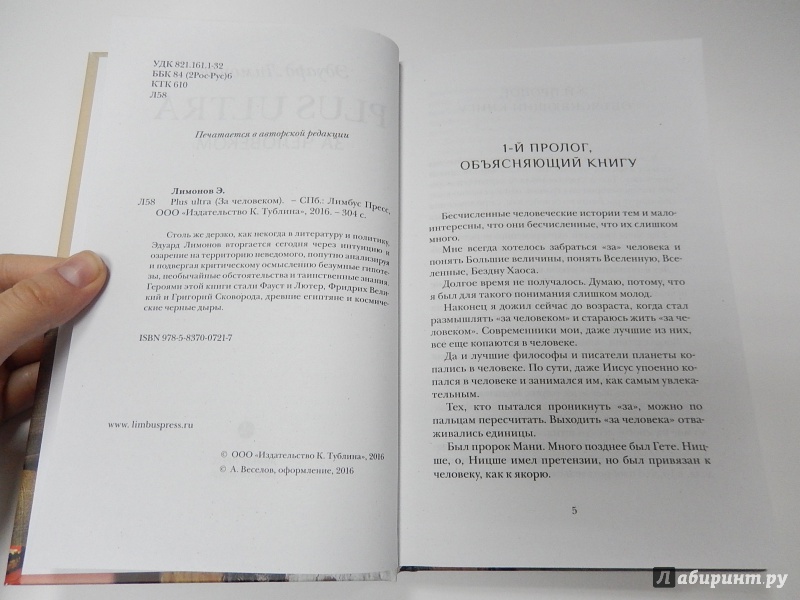 УДК 821.161.1-32
ББК 84 (2Рос-Рус)6
КТК 610
Л58
Печатается в авторской редакции
Лимонов Э.
Л58 Plus ultra (За человеком). – СПб.: Лимбус Пресс,
ООО «Издательство К. Тублина», 2016. – 304 с.
Столь же дерзко, как некогда в литературу и политику,
Эдуард Лимонов вторгается сегодня через интуицию и
озарение на территорию неведомого, попутно анализируя
и подвергая критическому осмыслению безумные гипоте-
зы, необычайные обстоятельства и таинственные знания.
Героями этой книги стали Фауст и Лютер, Фридрих Вели-
кий и Григорий Сковорода, древние египтяне и космиче-
ские черные дыры.
ISBN 978-5-8370-0721-7
www.limbuspress.ru
© ООО «Издательство К. Тублина», 2016
© А. Веселов, оформление, 2016
PLUS ULTRA
1-Й ПРОЛОГ,
ОБЪЯСНЯЮЩИЙ КНИГУ
Бесчисленные человеческие истории тем и мало-
интересны, что они бесчисленные, что их слишком
много.
Мне всегда хотелось забраться «за» человека и
понять Большие величины, понять Вселенную, Все-
ленные, Бездну Хаоса.
Долгое время не получалось. Думаю, потому, что
я был для такого понимания слишком молод.
Наконец я дожил сейчас до возраста, когда стал
размышлять «за человеком» и стараюсь жить «за че-
ловеком». Современники мои, даже лучшие из них,
все еще копаются в человеке.
Да и лучшие философы и писатели планеты ко-
пались в человеке. По сути, даже Иисус упоенно ко-
пался в человеке и занимался им, как самым увлека-
тельным.
Тех, кто пытался проникнуть «за», можно по
пальцам пересчитать. Выходить «за человека» отва-
живались единицы.
Был пророк Мани. Много позднее был Гете. Ниц-
ше, о, Ницше имел претензии, но был привязан к
человеку, как к якорю.
5
Лабиринт.ру